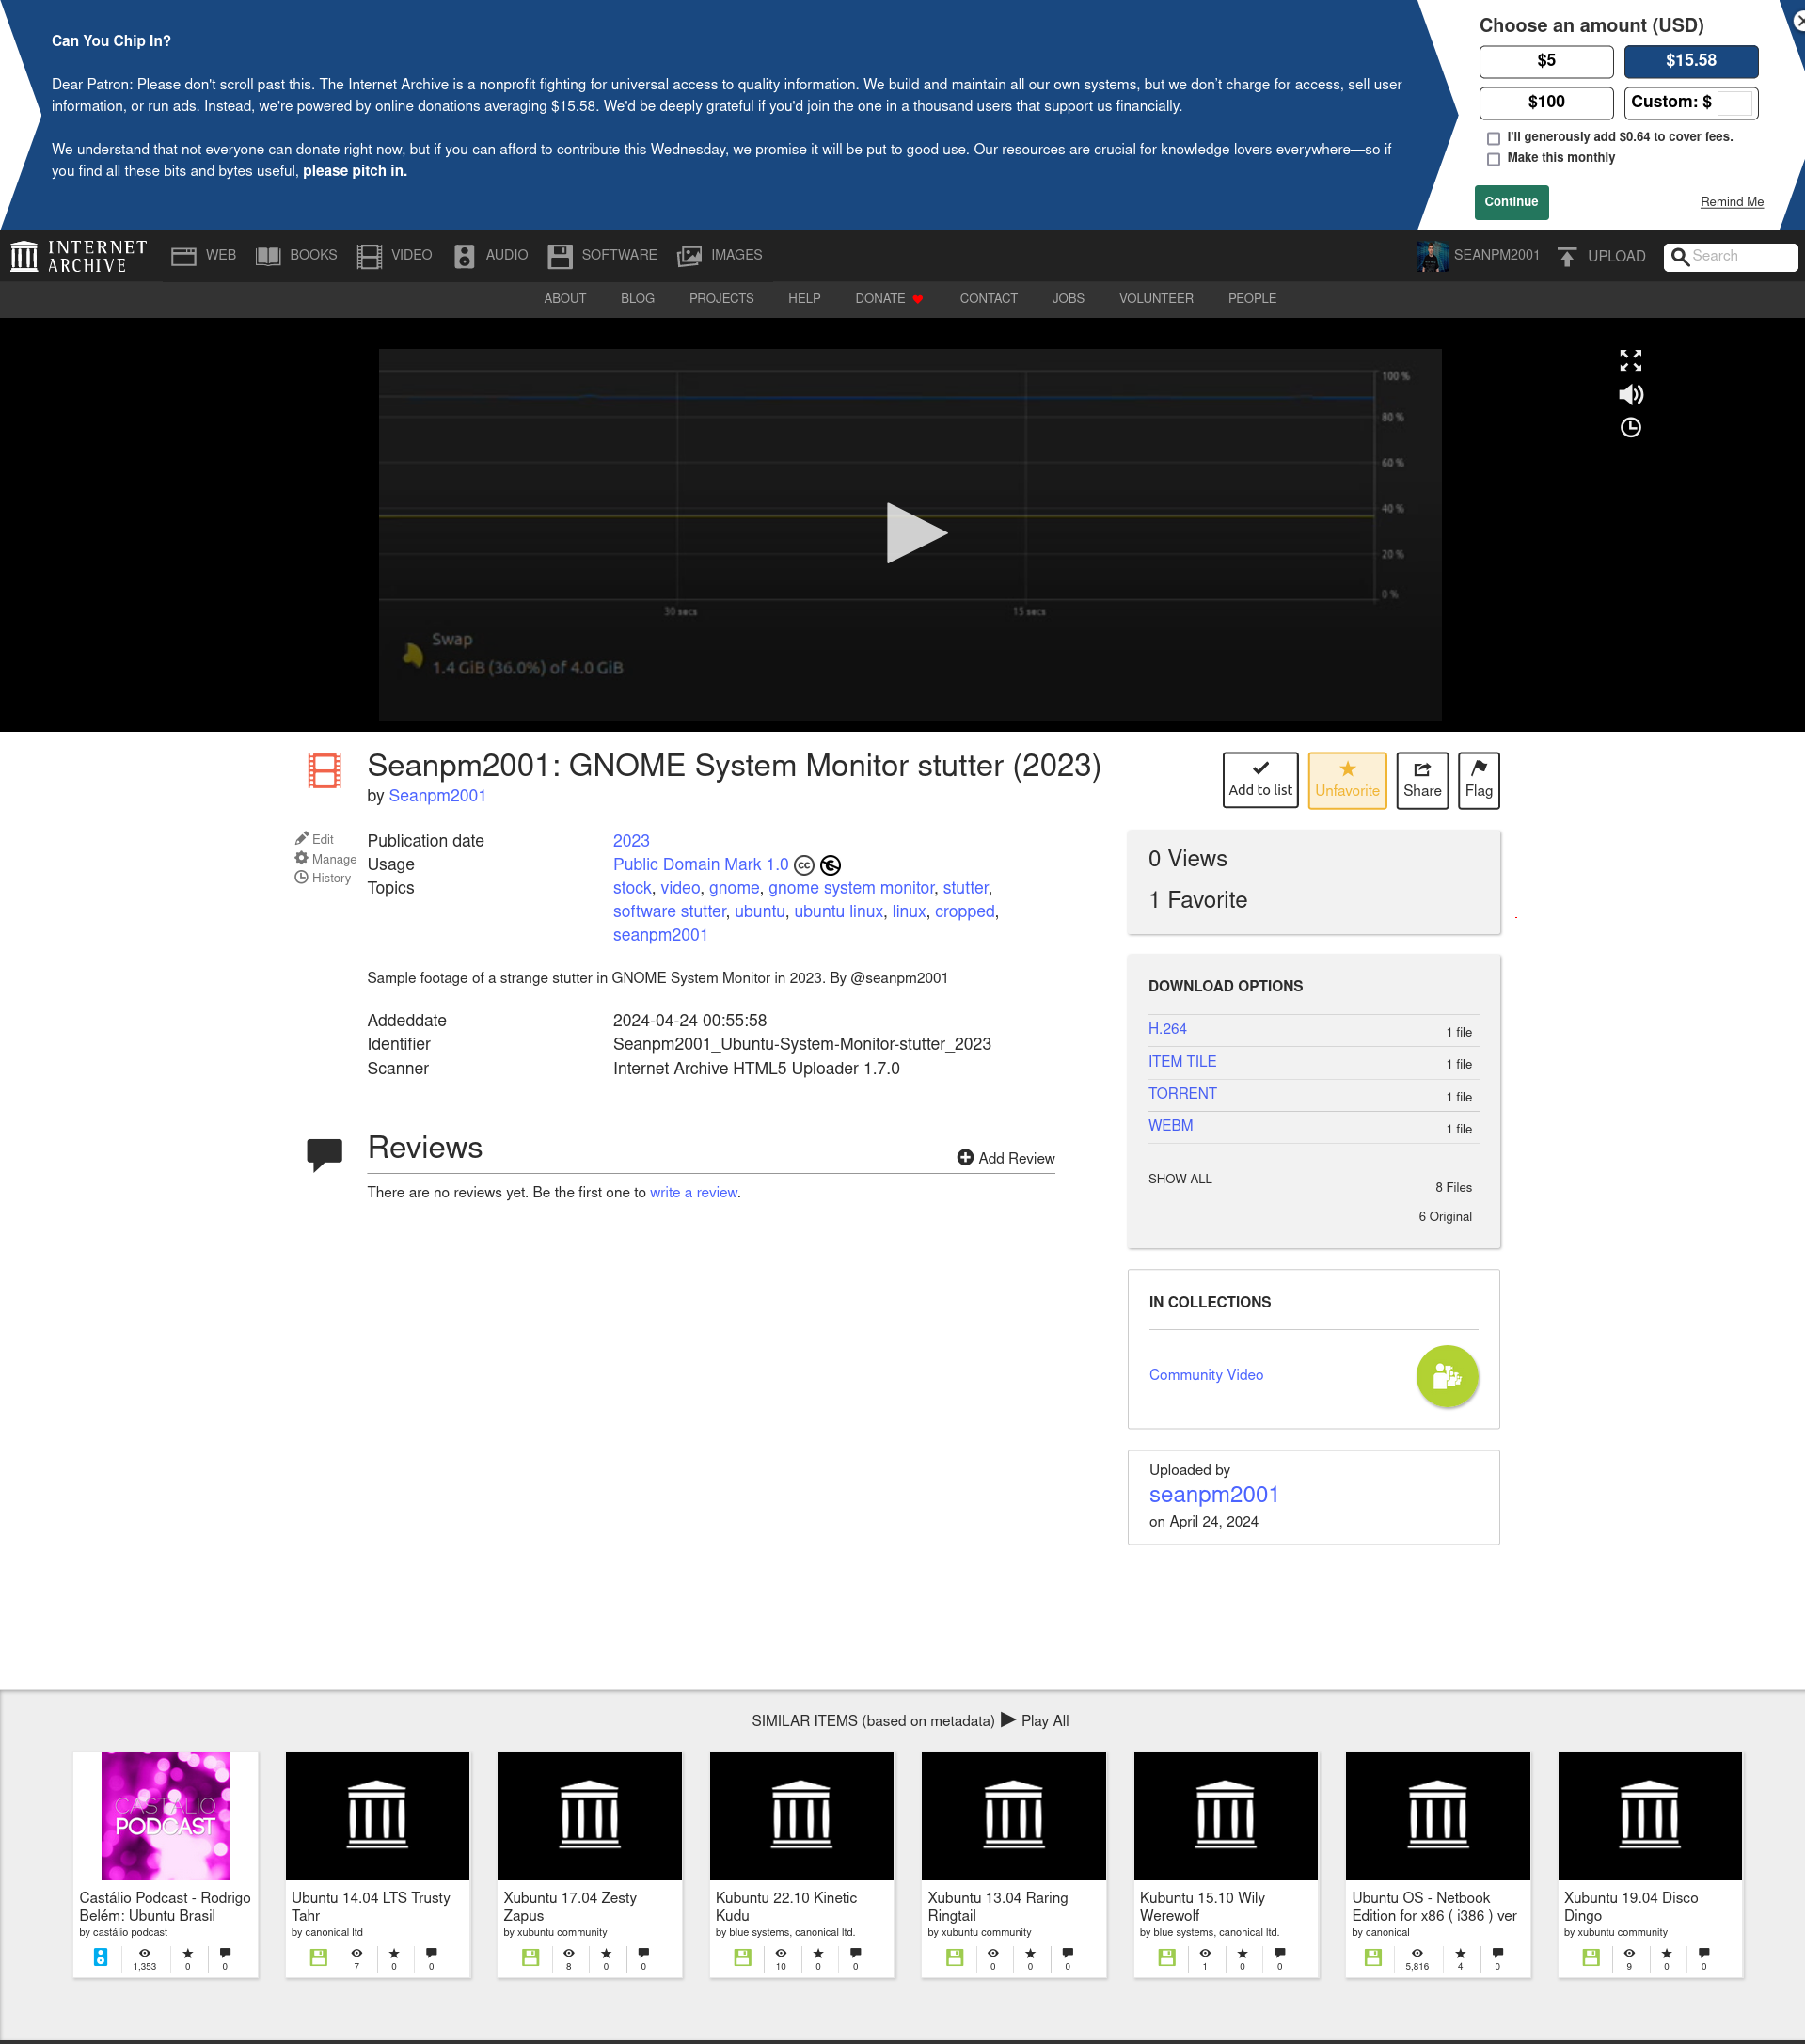 Can You Chip In?
Dear Patron: Please don't scroll past this. The Internet Archive is a nonprofit fighting for universal access to quality information. We build and maintain all our own systems, but we don't charge for access, sell user
information, or run ads. Instead, we're powered by online donations averaging $15.58. We'd be deeply grateful if you'd join the one in a thousand users that support us financially.
We understand that not everyone can donate right now, but if you can afford to contribute this Wednesday, we promise it will be put to good use. Our resources are crucial for knowledge lovers everywhere—so if
you find all these bits and bytes useful, please pitch in.
Choose an amount (USD)
$5 $15.58
$100 Custom: $
I'll generously add $0.64 to cover fees.
Make this monthly
Continue Remind Me
INTERNET ARCHIVE WEB BOOKS VIDEO AUDIO SOFTWARE IMAGES SEANPM2001 UPLOAD Search
ABOUT BLOG PROJECTS HELP DONATE CONTACT JOBS VOLUNTEER PEOPLE
100 %
80 %
60 %
40 %
20 %
0 %
30 secs 15 secs
Swap
1.4 GiB (36.0%) of 4.0 GiB
Seanpm2001: GNOME System Monitor stutter (2023)
by Seanpm2001
Add to list Unfavorite Share Flag
Edit
Manage
History
Publication date 2023
Usage Public Domain Mark 1.0 cc
Topics stock, video, gnome, gnome system monitor, stutter,
software stutter, ubuntu, ubuntu linux, linux, cropped,
seanpm2001
Sample footage of a strange stutter in GNOME System Monitor in 2023. By @seanpm2001
Addeddate 2024-04-24 00:55:58
Identifier Seanpm2001_Ubuntu-System-Monitor-stutter_2023
Scanner Internet Archive HTML5 Uploader 1.7.0
Reviews
Add Review
There are no reviews yet. Be the first one to write a review.
0 Views
1 Favorite
DOWNLOAD OPTIONS
H.264 1 file
ITEM TILE 1 file
TORRENT 1 file
WEBM 1 file
SHOW ALL 8 Files
6 Original
IN COLLECTIONS
Community Video
Uploaded by
seanpm2001
on April 24, 2024
SIMILAR ITEMS (based on metadata) Play All
CASTÁLIO
PODCAST
Castálio Podcast - Rodrigo
Belém: Ubuntu Brasil
by castálio podcast
1,353 0 0
Ubuntu 14.04 LTS Trusty
Tahr
by canonical ltd
7 0 0
Xubuntu 17.04 Zesty
Zapus
by xubuntu community
8 0 0
Kubuntu 22.10 Kinetic
Kudu
by blue systems, canonical ltd.
10 0 0
Xubuntu 13.04 Raring
Ringtail
by xubuntu community
0 0 0
Kubuntu 15.10 Wily
Werewolf
by blue systems, canonical ltd.
1 0 0
Ubuntu OS - Netbook
Edition for x86 ( i386 ) ver
by canonical
5,816 4 0
Xubuntu 19.04 Disco
Dingo
by xubuntu community
9 0 0